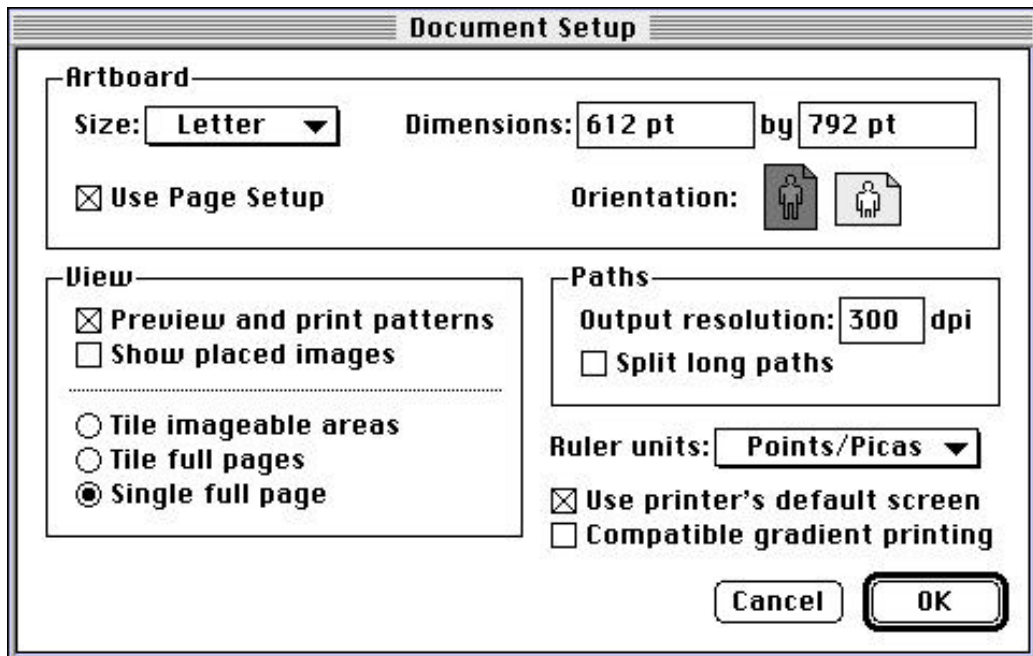 Document Setup
Artboard
Size: Letter Dimensions: 612 pt by 792 pt
Use Page Setup Orientation:
View
Preview and print patterns
Show placed images
Tile imageable areas
Tile full pages
Single full page
Paths
Output resolution: 300 dpi
Split long paths
Ruler units: Points/Picas
Use printer's default screen
Compatible gradient printing
Cancel OK